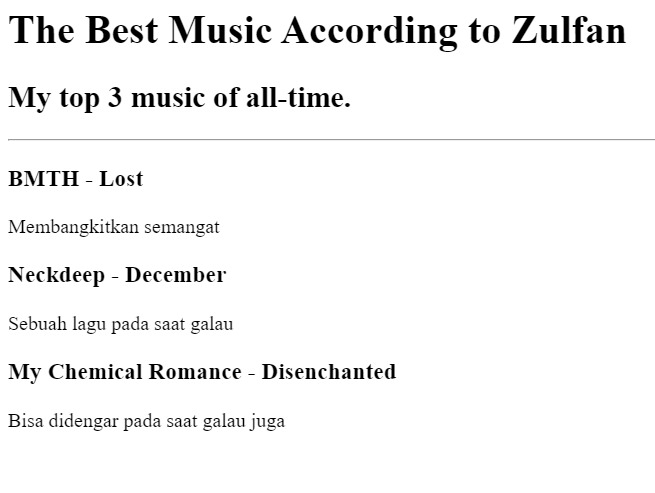 The Best Music According to Zulfan
My top 3 music of all-time.
BMTH - Lost
Membangkitkan semangat
Neckdeep - December
Sebuah lagu pada saat galau
My Chemical Romance - Disenchanted
Bisa didengar pada saat galau juga